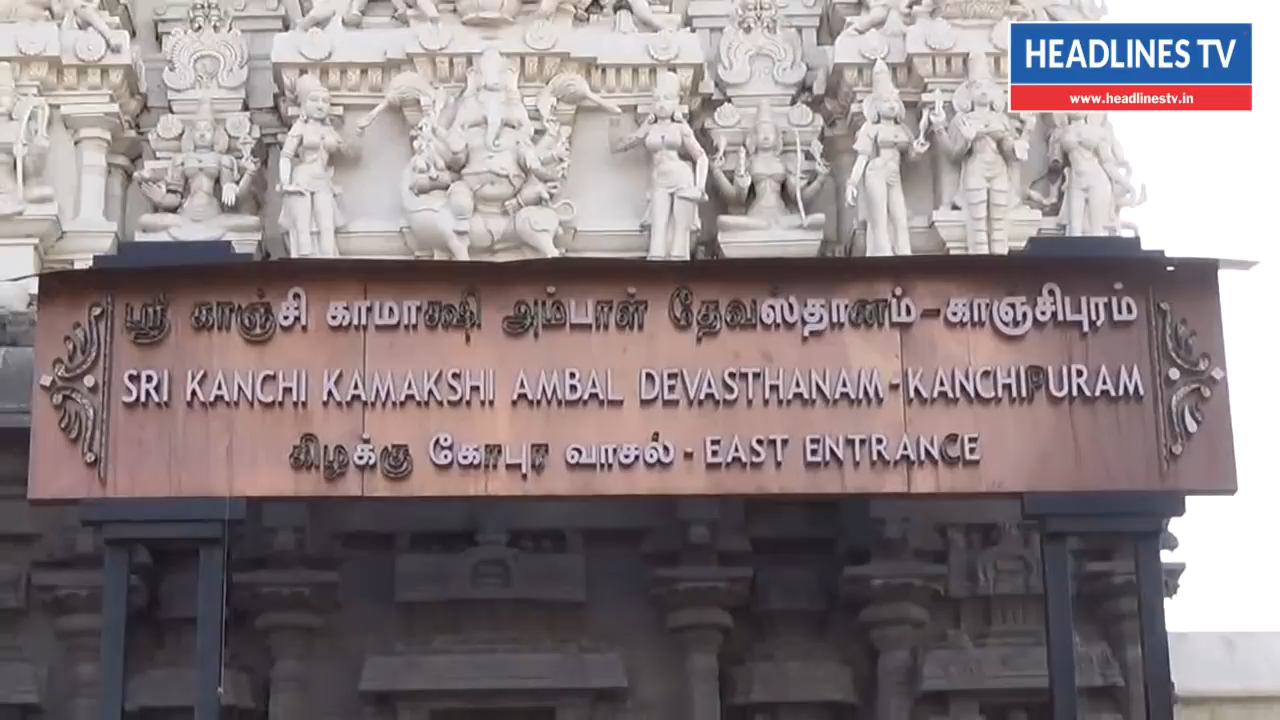 HEADLINES TV
www.headlinestv.in
ஸ்ரீ காஞ்சி காமாக்ஷி அம்பாள் தேவஸ்தானம் - காஞ்சிபுரம்
SRI KANCHI KAMAKSHI AMBAL DEVASTHANAM - KANCHIPURAM
கிழக்கு கோபுர வாசல் - EAST ENTRANCE